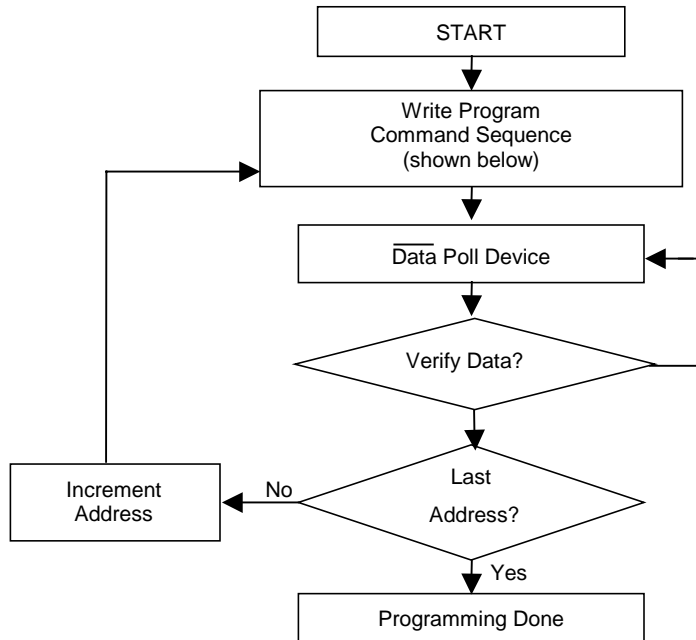 START
Write Program
Command Sequence
(shown below)
Data Poll Device
Verify Data?
Last
Address?
No
Increment
Address
Yes
Programming Done